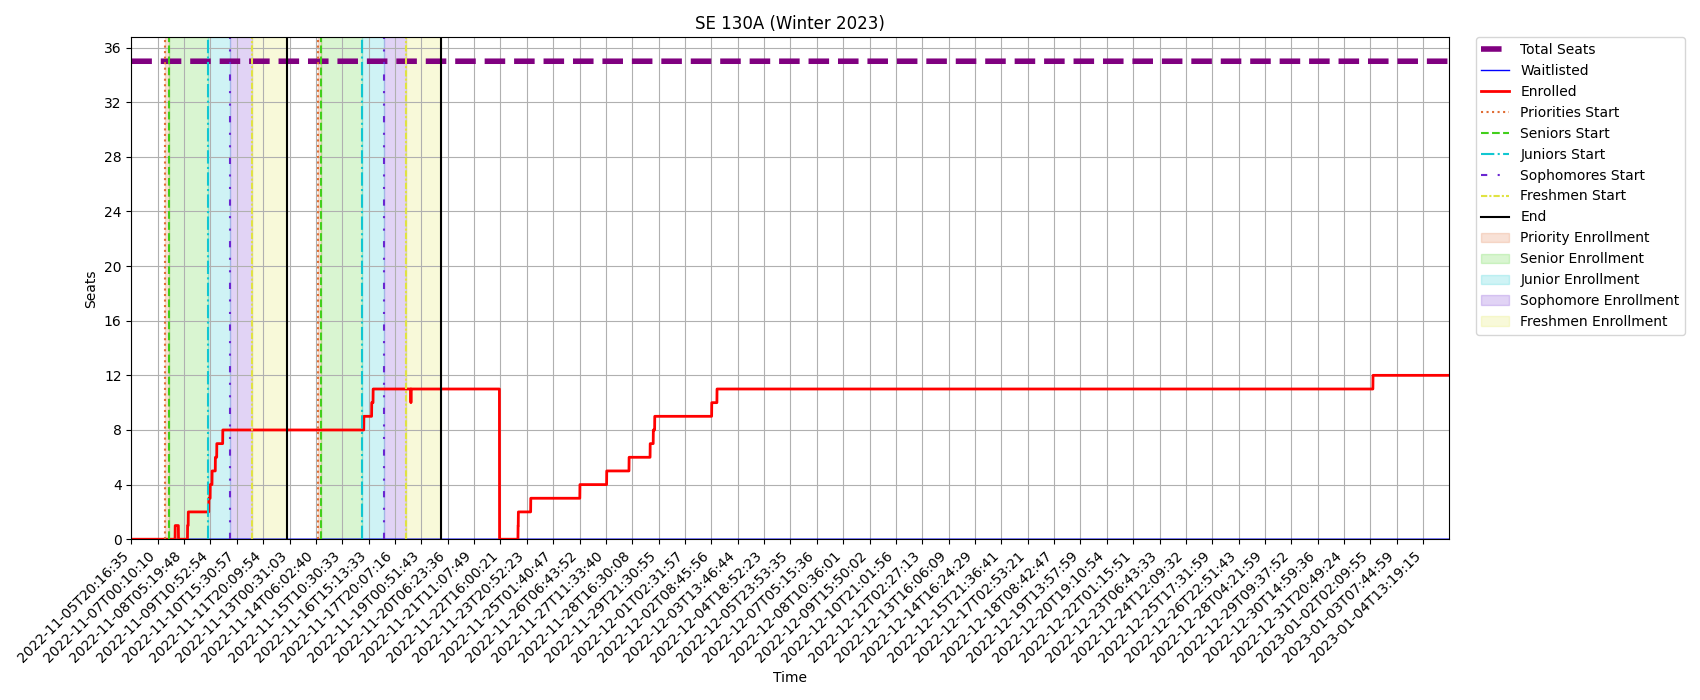 SE 130A (Winter 2023)
Seats
36
32
28
24
20
16
12
8
4
0
2022-11-05T20:16:35
2022-11-07T00:10:10
2022-11-08T05:19:48
2022-11-09T10:52:54
2022-11-10T15:30:57
2022-11-11T20:09:54
2022-11-13T00:31:03
2022-11-14T06:02:40
2022-11-15T10:30:33
2022-11-16T15:13:33
2022-11-17T20:07:16
2022-11-19T00:51:43
2022-11-20T06:23:36
2022-11-21T11:07:49
2022-11-22T16:00:21
2022-11-23T20:52:23
2022-11-25T01:40:47
2022-11-26T06:43:52
2022-11-27T11:33:40
2022-11-28T16:30:08
2022-11-29T21:30:55
2022-12-01T02:31:57
2022-12-02T08:45:56
2022-12-03T13:46:44
2022-12-04T18:52:23
2022-12-05T23:53:35
2022-12-07T05:15:36
2022-12-08T10:36:01
2022-12-09T15:50:02
2022-12-10T21:01:56
2022-12-12T02:27:13
2022-12-13T16:06:09
2022-12-14T16:24:29
2022-12-15T21:36:41
2022-12-17T02:53:21
2022-12-18T08:42:47
2022-12-19T13:57:59
2022-12-20T19:10:54
2022-12-22T01:15:51
2022-12-23T06:43:33
2022-12-24T12:09:32
2022-12-25T17:31:59
2022-12-26T22:51:43
2022-12-28T04:21:59
2022-12-29T09:37:52
2022-12-30T14:59:36
2022-12-31T20:49:24
2023-01-02T02:09:55
2023-01-03T07:44:59
2023-01-04T13:19:15
Time
Total Seats
Waitlisted
Enrolled
Priorities Start
Seniors Start
Juniors Start
Sophomores Start
Freshmen Start
End
Priority Enrollment
Senior Enrollment
Junior Enrollment
Sophomore Enrollment
Freshmen Enrollment